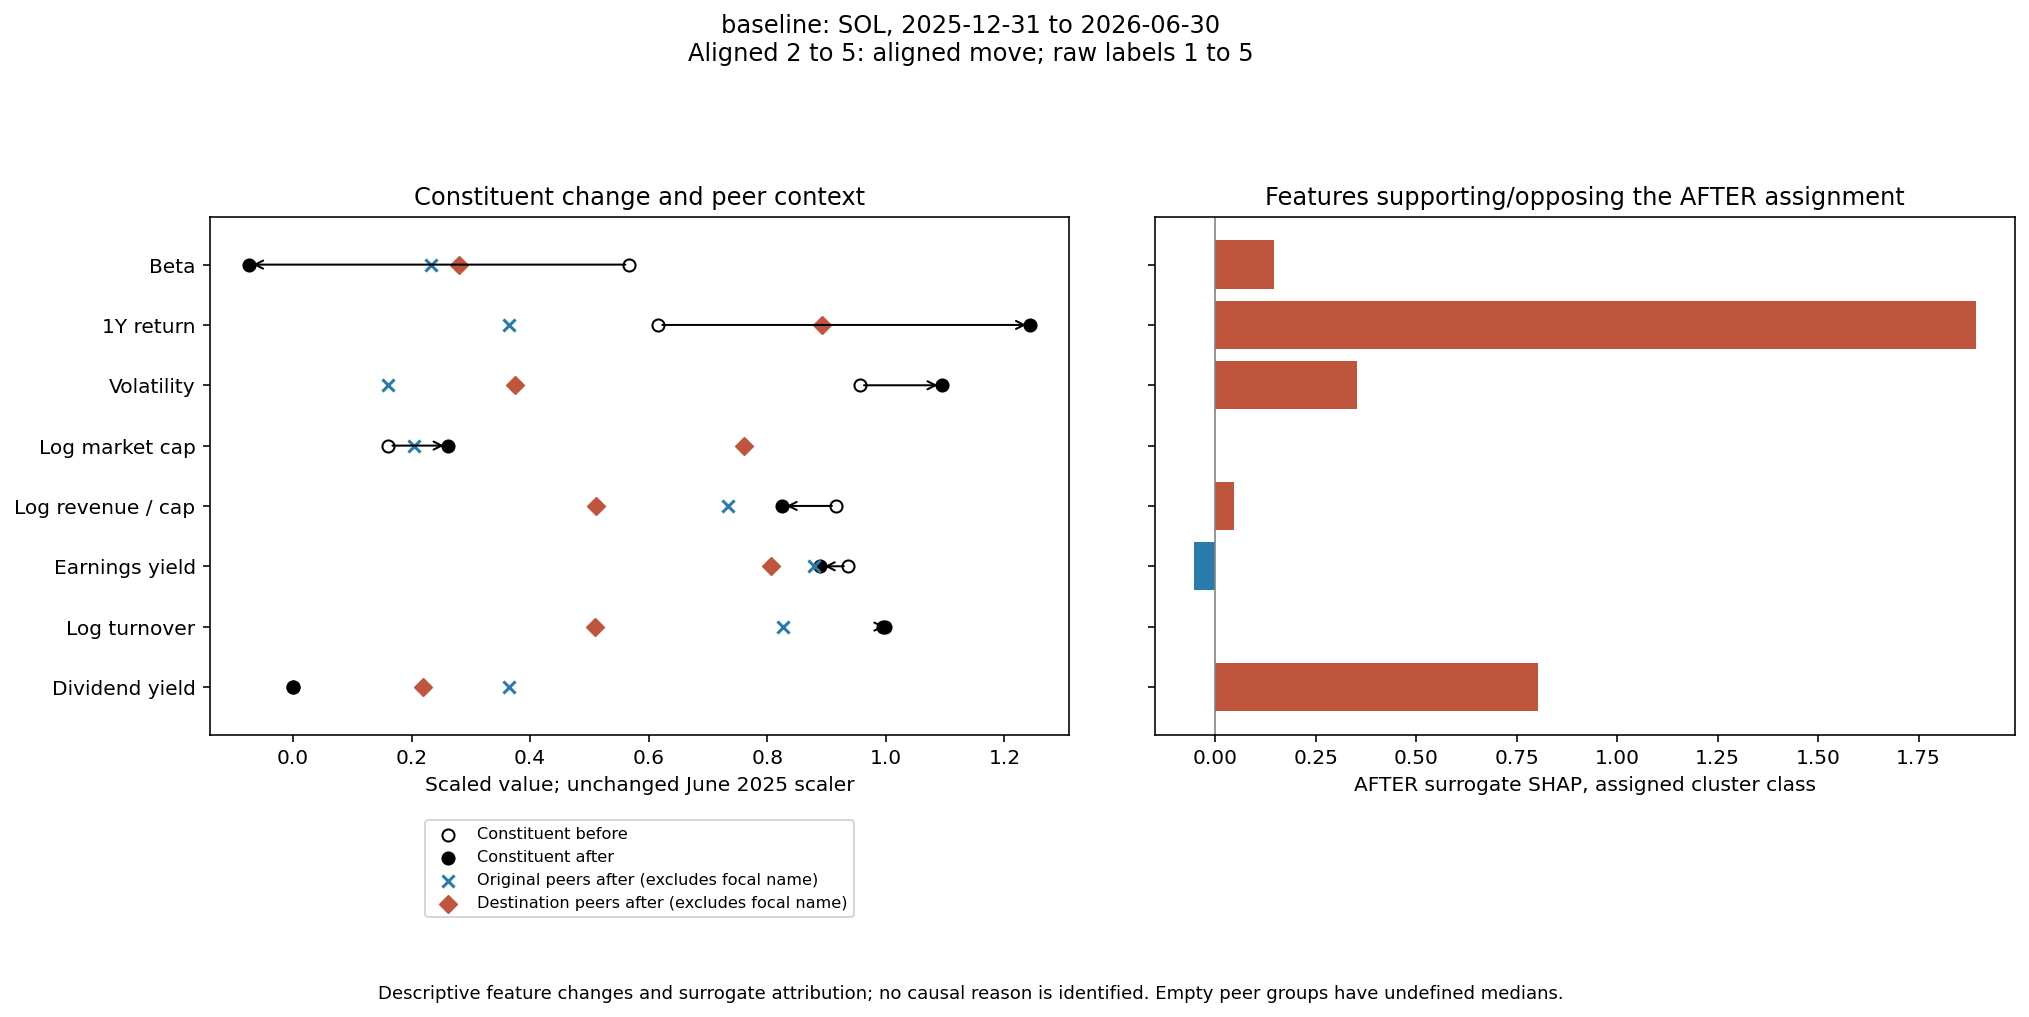 baseline: SOL, 2025-12-31 to 2026-06-30
Aligned 2 to 5: aligned move; raw labels 1 to 5
Constituent change and peer context
Beta
1Y return
Volatility
Log market cap
Log revenue / cap
Earnings yield
Log turnover
Dividend yield
0.0 0.2 0.4 0.6 0.8 1.0 1.2
Scaled value; unchanged June 2025 scaler
Constituent before
Constituent after
Original peers after (excludes focal name)
Destination peers after (excludes focal name)
Features supporting/opposing the AFTER assignment
0.00 0.25 0.50 0.75 1.00 1.25 1.50 1.75
AFTER surrogate SHAP, assigned cluster class
Descriptive feature changes and surrogate attribution; no causal reason is identified. Empty peer groups have undefined medians.